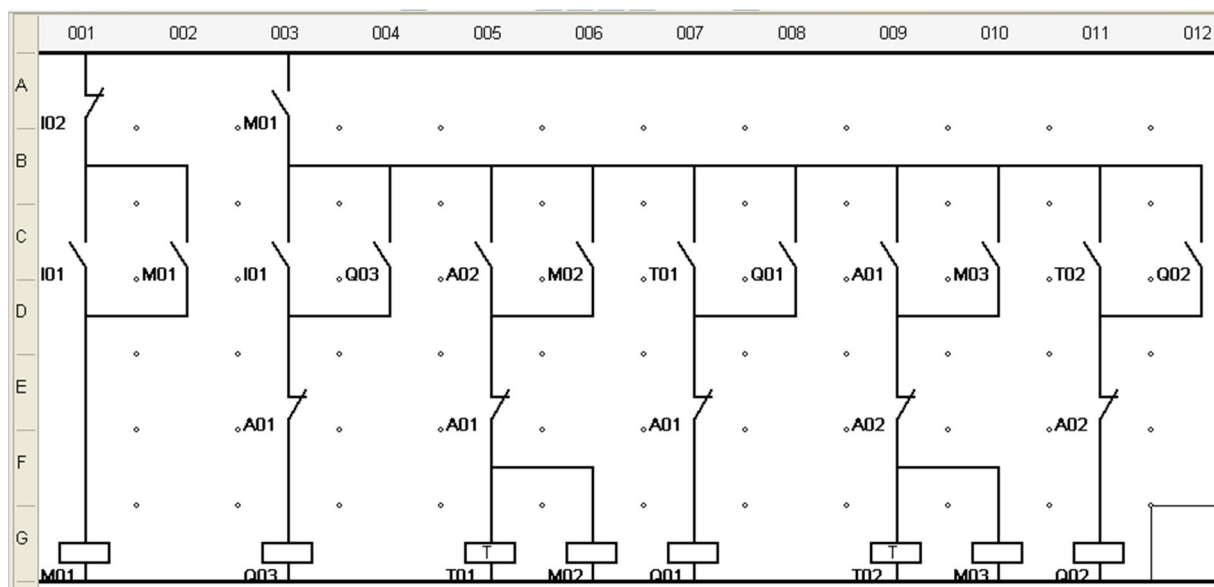 001 002 003 004 005 006 007 008 009 010 011 012
A
I02 M01
B
C
I01 M01 I01 Q03 A02 M02 T01 Q01 A01 M03 T02 Q02
D
E
A01 A01 A01 A02 A02
F
G
T T
M01 Q03 T01 M02 Q01 T02 M03 Q02